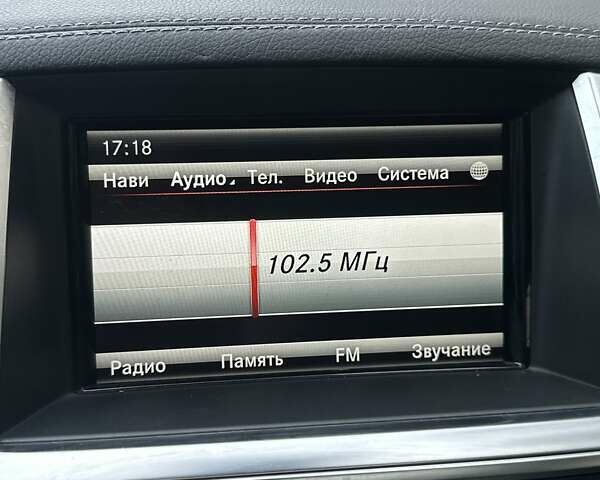 17:18
Нави Аудио Тел. Видео Система
102.5 МГц
Радио Память FM Звучание